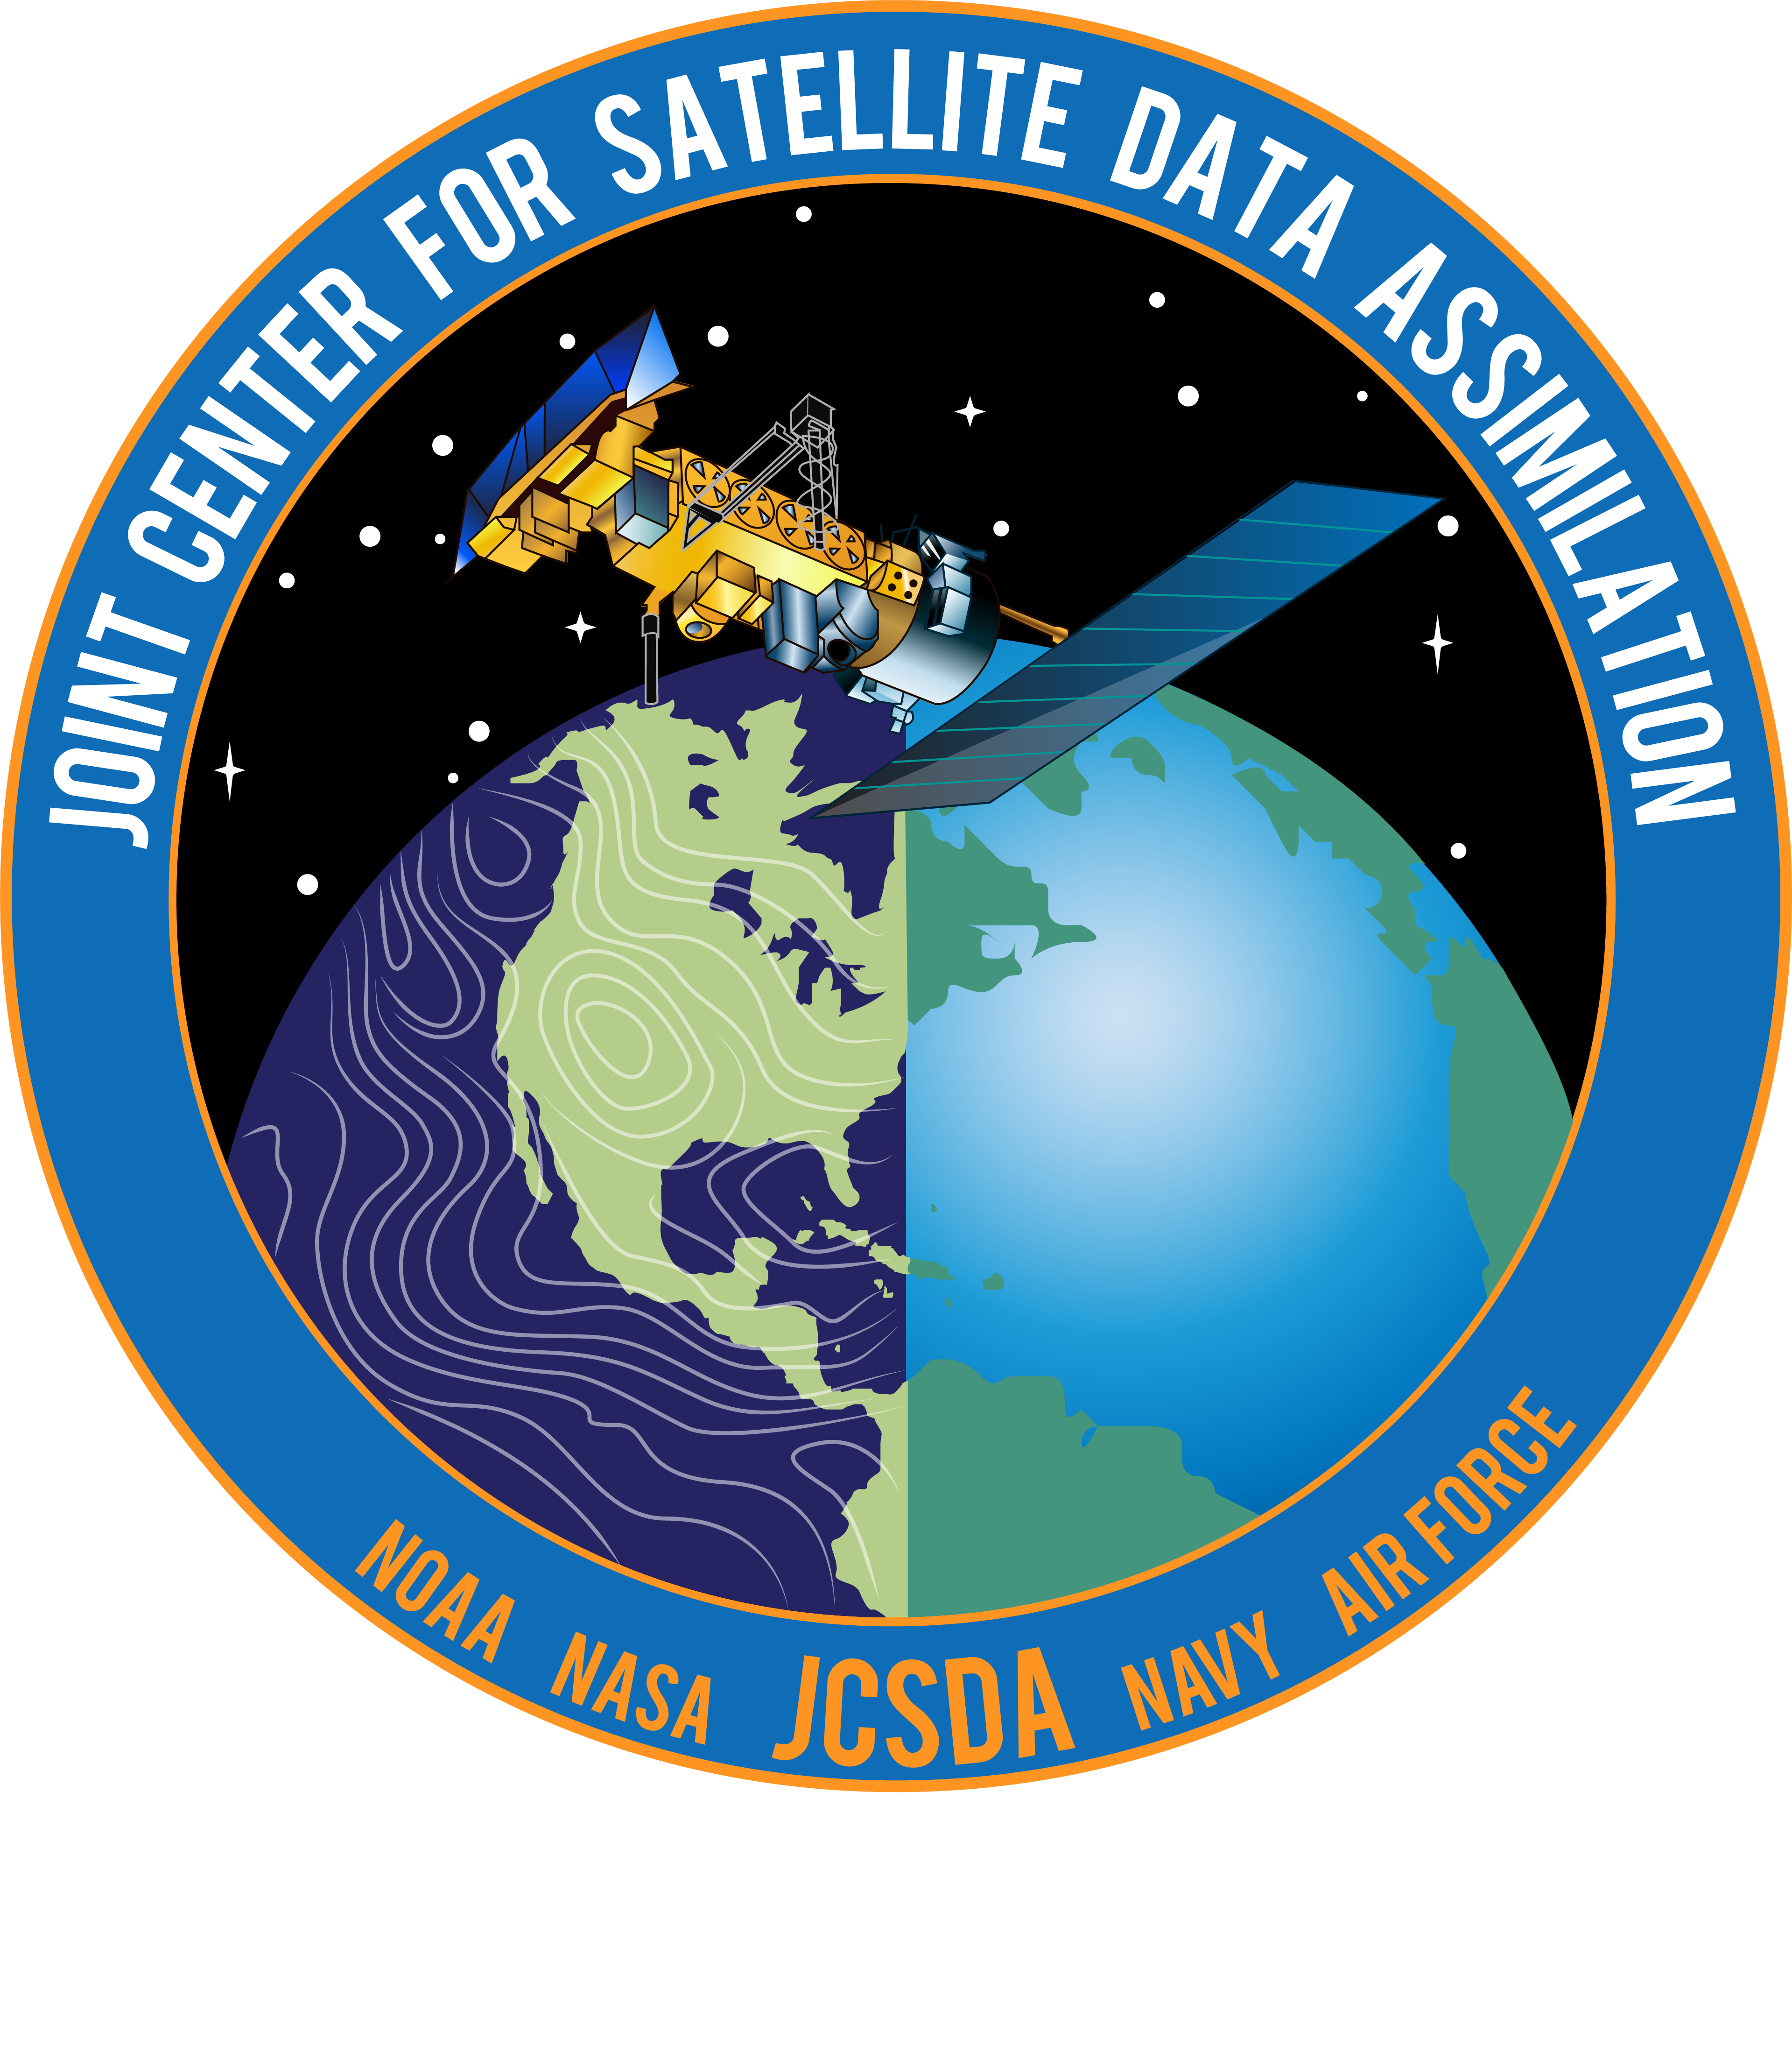 JOINT CENTER FOR SATELLITE DATA ASSIMILATION
NOAA NASA JCSDA NAVY AIR FORCE